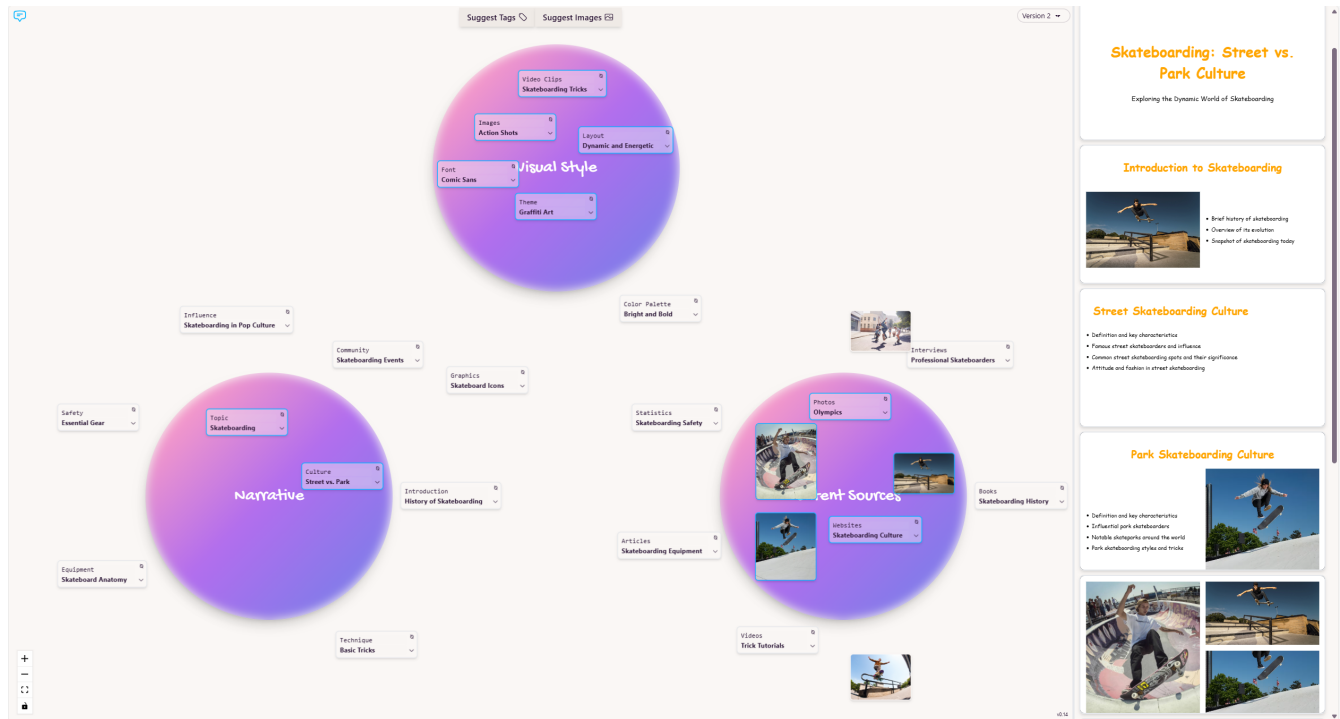 Suggest Tags
Suggest Images
Version 2
Video Clips
Skateboarding Tricks
Images
Action Shots
Layout
Dynamic and Energetic
Font
Comic Sans
Visual Style
Theme
Graffiti Art
Color Palette
Bright and Bold
Influence
Skateboarding in Pop Culture
Community
Skateboarding Events
Graphics
Skateboard Icons
Safety
Essential Gear
Topic
Skateboarding
Culture
Street vs. Park
Narrative
Introduction
History of Skateboarding
Equipment
Skateboard Anatomy
Technique
Basic Tricks
Interviews
Professional Skateboarders
Statistics
Skateboarding Safety
Photos
Olympics
Sources
Books
Skateboarding History
Websites
Skateboarding Culture
Articles
Skateboarding Equipment
Videos
Trick Tutorials
v0.14
Skateboarding: Street vs.
Park Culture
Exploring the Dynamic World of Skateboarding
Introduction to Skateboarding
• Brief history of skateboarding
• Overview of its evolution
• Snapshot of skateboarding today
Street Skateboarding Culture
• Definition and key characteristics
• Famous street skateboarders and influence
• Common street skateboarding spots and their significance
• Attitude and fashion in street skateboarding
Park Skateboarding Culture
• Definition and key characteristics
• Influential park skateboarders
• Notable skateparks around the world
• Park skateboarding styles and tricks